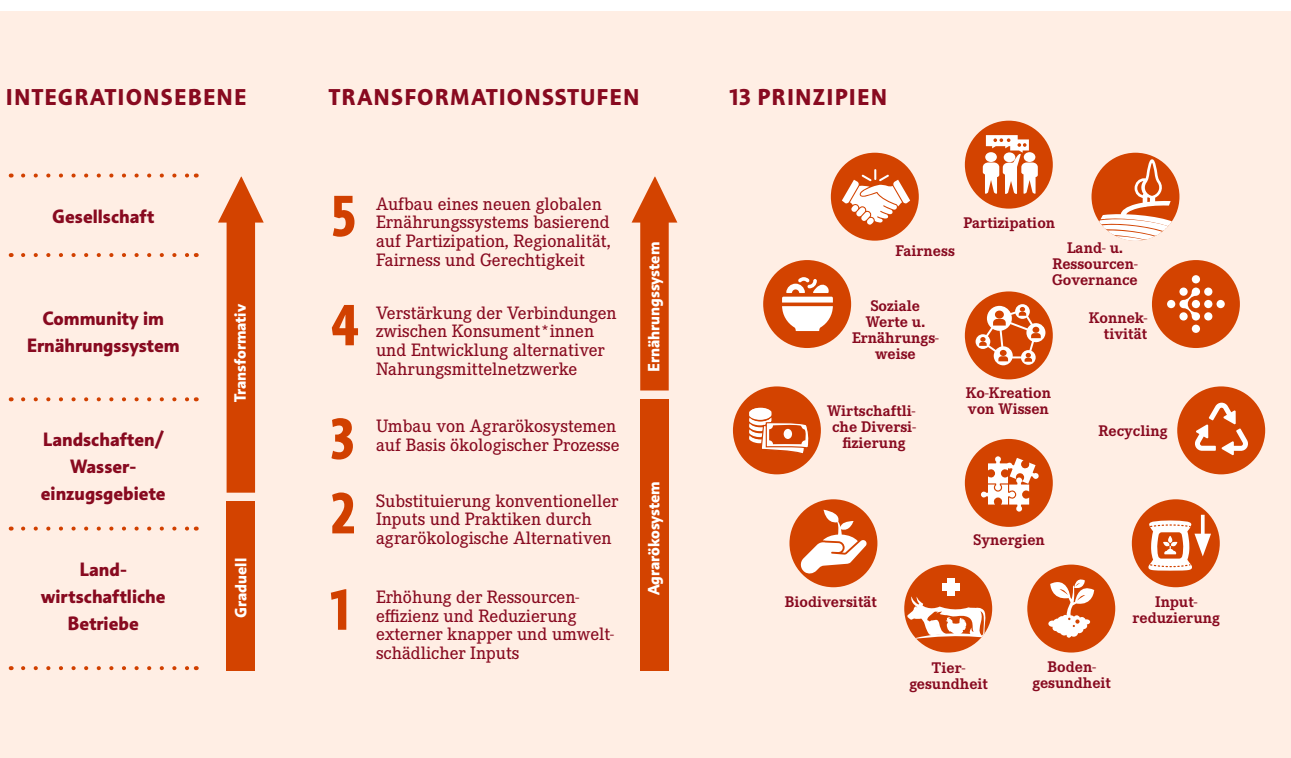 INTEGRATIONSEBENE
Gesellschaft
Community im
Ernährungssystem
Landschaften/
Wasser-
einzugsgebiete
Land-
wirtschaftliche
Betriebe
Transformativ
Graduell
TRANSFORMATIONSSTUFEN
5
Aufbau eines neuen globalen
Ernährungssystems basierend
auf Partizipation, Regionalität,
Fairness und Gerechtigkeit
4
Verstärkung der Verbindungen
zwischen Konsument*innen
und Entwicklung alternativer
Nahrungsmittelnetzwerke
3
Umbau von Agrarökosystemen
auf Basis ökologischer Prozesse
2
Substituierung konventioneller
Inputs und Praktiken durch
agrarökologische Alternativen
1
Erhöhung der Ressourcen-
effizienz und Reduzierung
externer knapper und umwelt-
schädlicher Inputs
Ernährungssystem
Agrarökosystem
13 PRINZIPIEN
Partizipation
Fairness
Land- u.
Ressourcen-
Governance
Soziale
Werte u.
Ernährungs-
weise
Konnek-
tivität
Ko-Kreation
von Wissen
Wirtschaftli-
che Diversi-
fizierung
Recycling
Synergien
Biodiversität
Input-
reduzierung
Tier-
gesundheit
Boden-
gesundheit